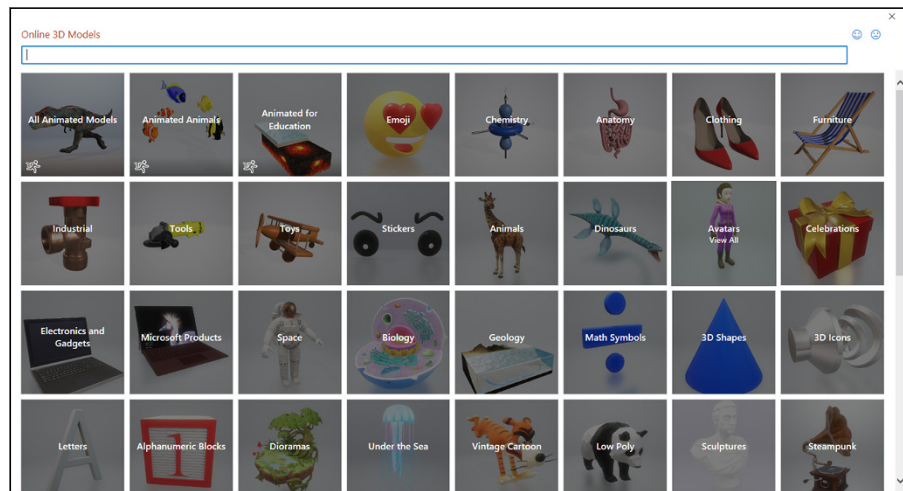 Online 3D Models
All Animated Models
Animated Animals
Animated for
Education
Emoji
Chemistry
Anatomy
Clothing
Furniture
Industrial
Tools
Toys
Stickers
Animals
Dinosaurs
Avatars
View All
Celebrations
Electronics and
Gadgets
Microsoft Products
Space
Biology
Geology
Math Symbols
3D Shapes
3D Icons
Letters
Alphanumeric Blocks
1
Dioramas
Under the Sea
Vintage Cartoon
Low Poly
Sculptures
Steampunk